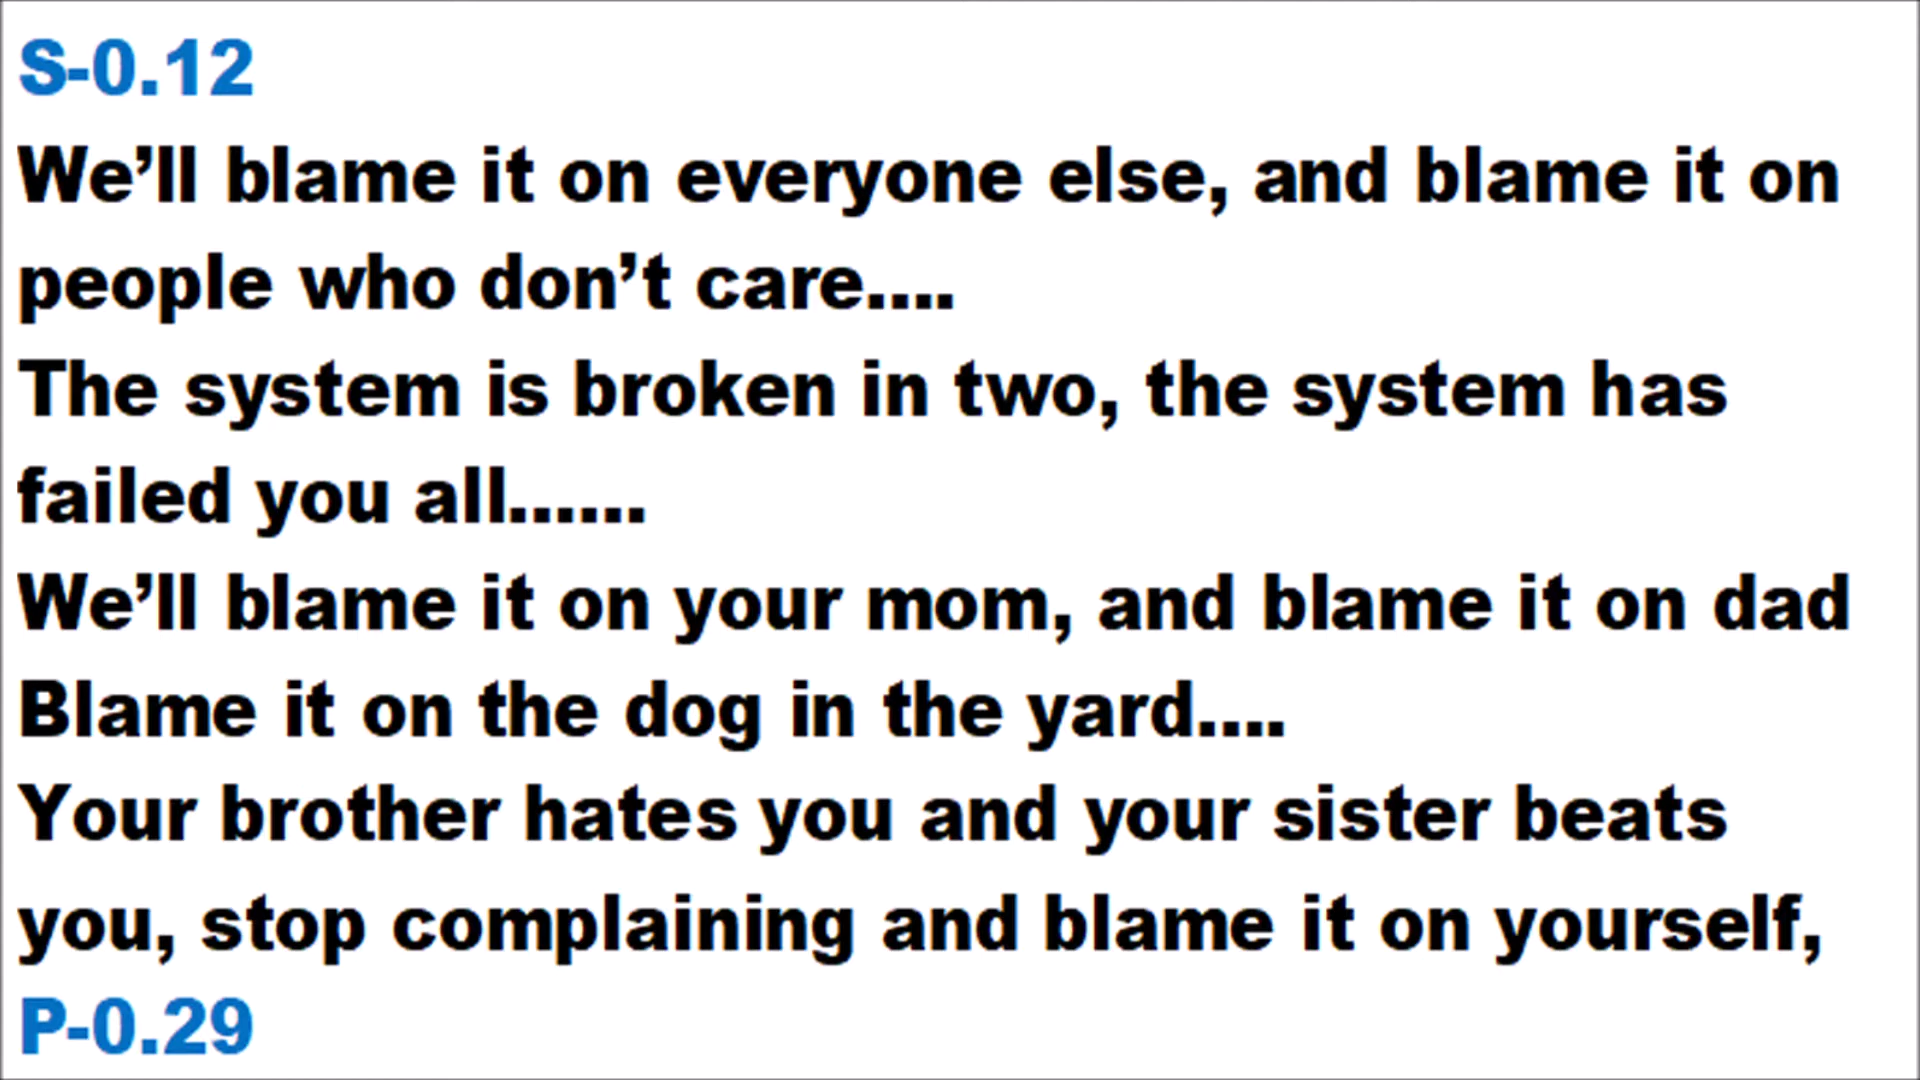 S-0.12
We’ll blame it on everyone else, and blame it on
people who don’t care....
The system is broken in two, the system has
failed you all......
We’ll blame it on your mom, and blame it on dad
Blame it on the dog in the yard....
Your brother hates you and your sister beats
you, stop complaining and blame it on yourself,
P-0.29